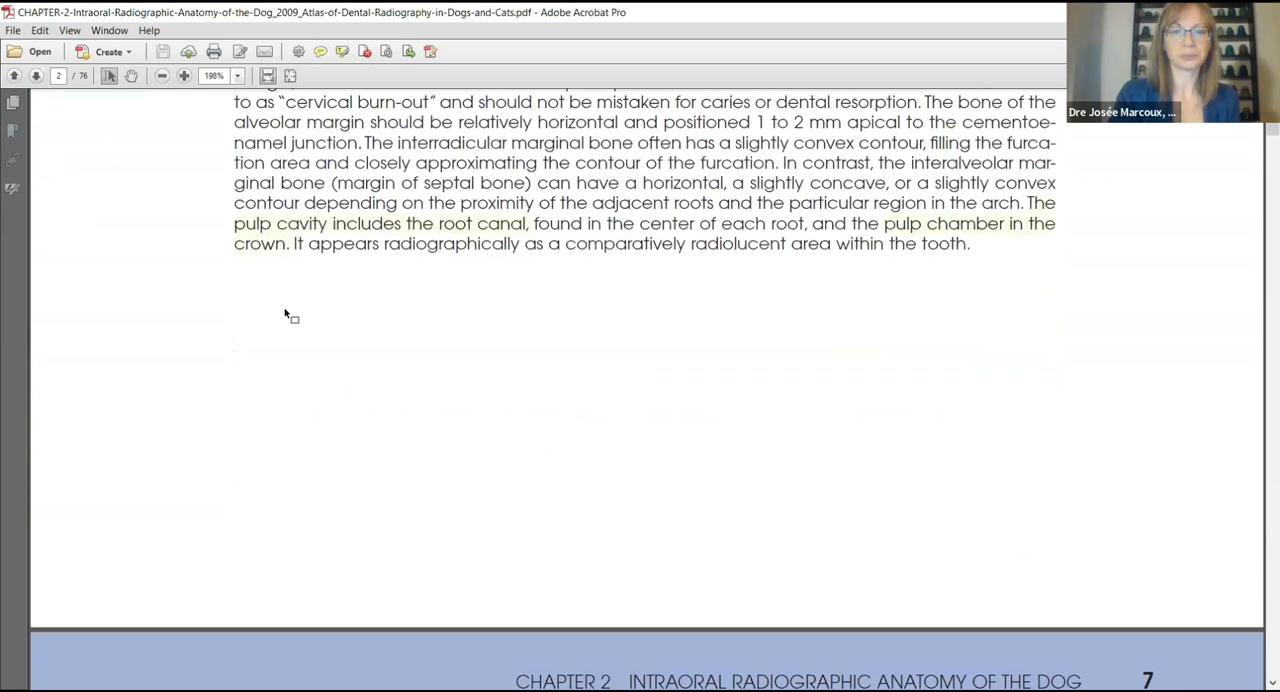 CHAPTER-2-Intraoral-Radiographic-Anatomy-of-the-Dog_2009_Atlas-of-Dental-Radiography-in-Dogs-and-Cats.pdf - Adobe Acrobat Pro
File Edit View Window Help
Open Create
2 / 76 198%
Dre Josée Marcoux, ...
to as “cervical burn-out” and should not be mistaken for caries or dental resorption. The bone of the
alveolar margin should be relatively horizontal and positioned 1 to 2 mm apical to the cementoe-
namel junction. The interradicular marginal bone often has a slightly convex contour, filling the furca-
tion area and closely approximating the contour of the furcation. In contrast, the interalveolar mar-
ginal bone (margin of septal bone) can have a horizontal, a slightly concave, or a slightly convex
contour depending on the proximity of the adjacent roots and the particular region in the arch. The
pulp cavity includes the root canal, found in the center of each root, and the pulp chamber in the
crown. It appears radiographically as a comparatively radiolucent area within the tooth.
CHAPTER 2 INTRAORAL RADIOGRAPHIC ANATOMY OF THE DOG 7